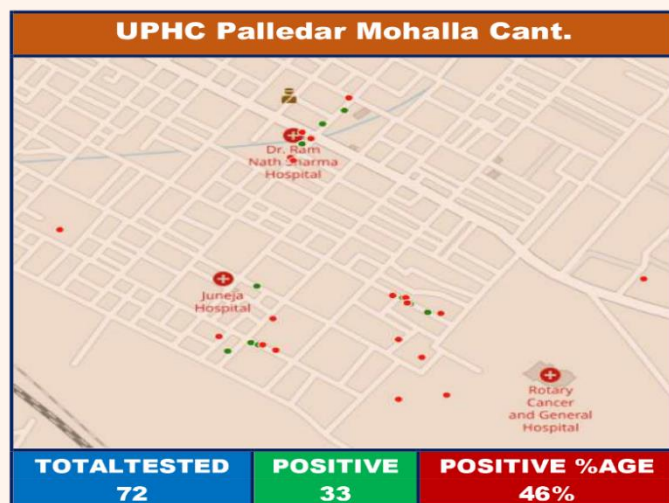 UPHC Palledar Mohalla Cant.
Dr. Ram
Nath Sharma
Hospital
Juneja
Hospital
Rotary
Cancer
and General
Hospital
TOTALTESTED
72
POSITIVE
33
POSITIVE %AGE
46%